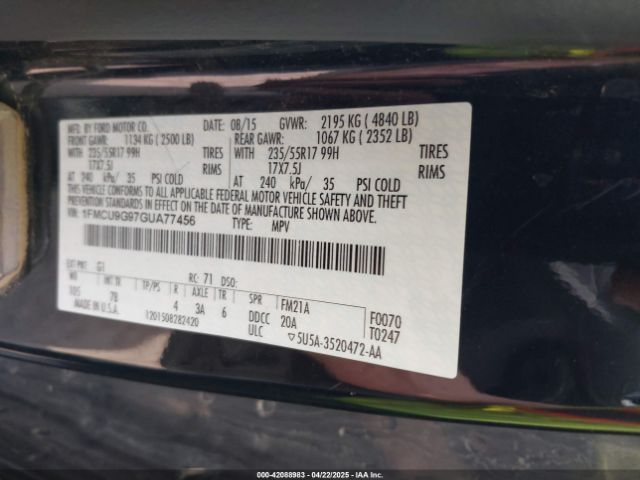 MFD. BY FORD MOTOR CO. DATE: 08/15 GVWR: 2195 KG ( 4840 LB)
FRONT GAWR: 1134 KG ( 2500 LB) REAR GAWR: 1067 KG ( 2352 LB)
WITH 235/55R17 99H TIRES WITH 235/55R17 99H TIRES
17X7.5J RIMS 17X7.5J RIMS
AT 240 kPa/ 35 PSI COLD AT 240 kPa/ 35 PSI COLD
THIS VEHICLE CONFORMS TO ALL APPLICABLE FEDERAL MOTOR VEHICLE SAFETY AND THEFT PREVENTION STANDARDS IN EFFECT ON THE DATE OF
MANUFACTURE SHOWN ABOVE.
VIN: 1FMCU9G97GUA77456 TYPE: MPV
EXT PNT: G1 RC: 71 DSO:
WB INT TR TP/PS R AXLE TR SPR FM21A F0070
105 7B 4 3A 6 DDCC 20A T0247
MADE IN U.S.A. 1201508282420 ULC ▽5U5A-3520472-AA
000-42088983 - 04/22/2025 - IAA Inc.